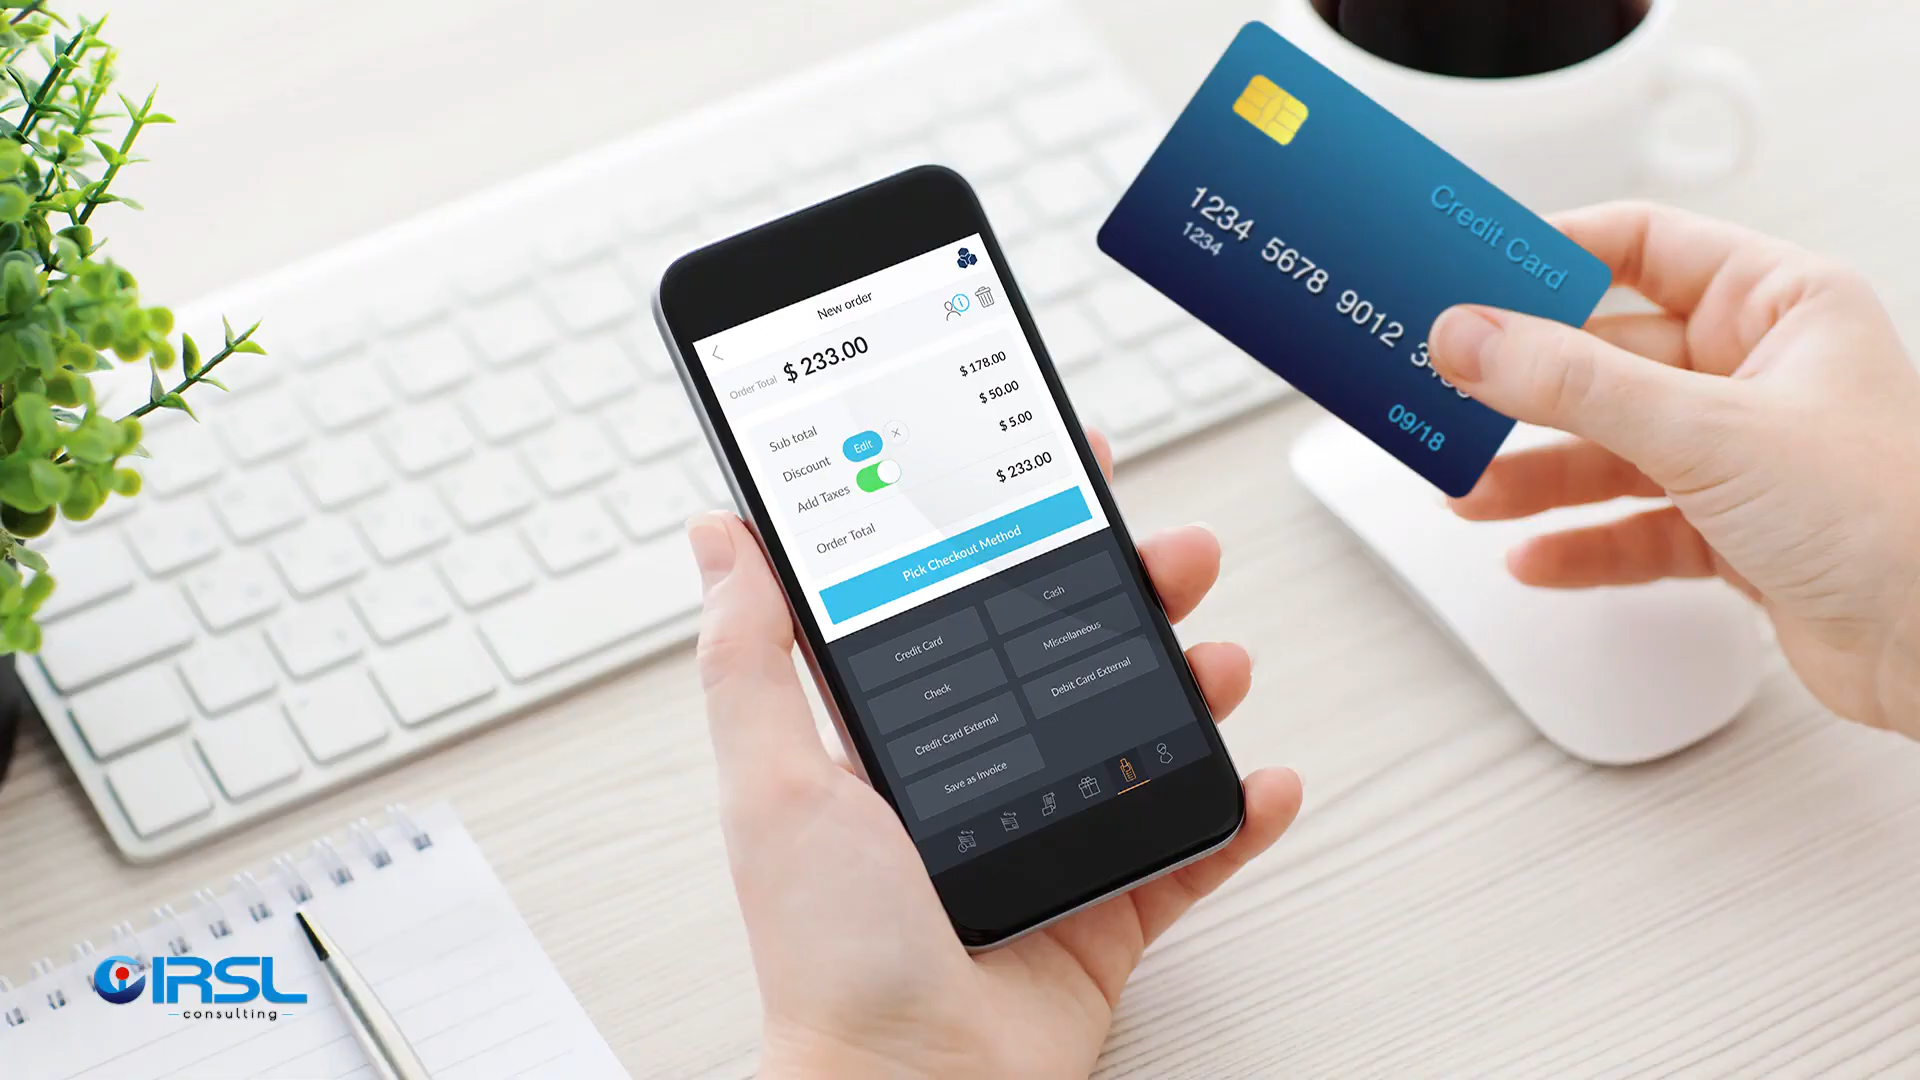 New order
Order Total $ 233.00
Sub total $ 178.00
Discount Edit $ 50.00
Add Taxes $ 5.00
Order Total $ 233.00
Pick Checkout Method
Credit Card Cash
Check Miscellaneous
Credit Card External Debit Card External
Save as Invoice
Credit Card
1234 5678 9012
1234
09/18
IRSL
consulting